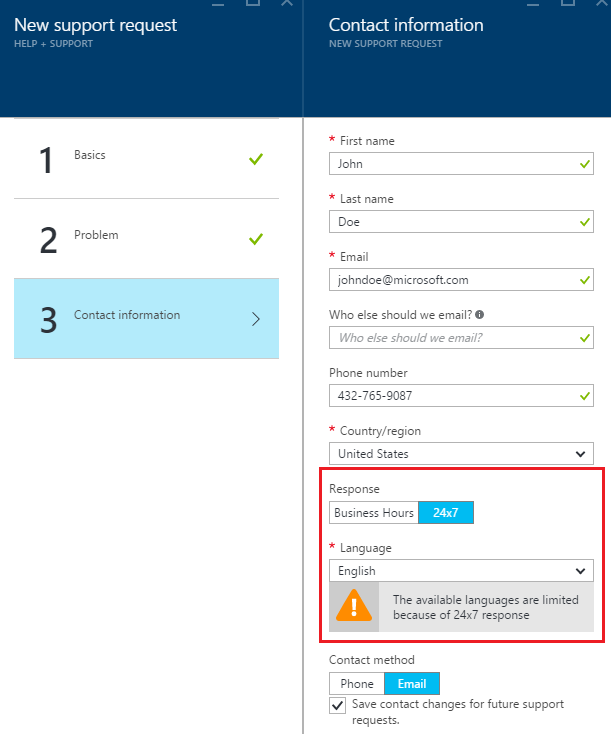 New support request
HELP + SUPPORT
1 Basics
2 Problem
3 Contact information
Contact information
NEW SUPPORT REQUEST
* First name
John
* Last name
Doe
* Email
johndoe@microsoft.com
Who else should we email?
Who else should we email?
Phone number
432-765-9087
* Country/region
United States
Response
Business Hours 24x7
* Language
English
The available languages are limited
because of 24x7 response
Contact method
Phone Email
Save contact changes for future support
requests.